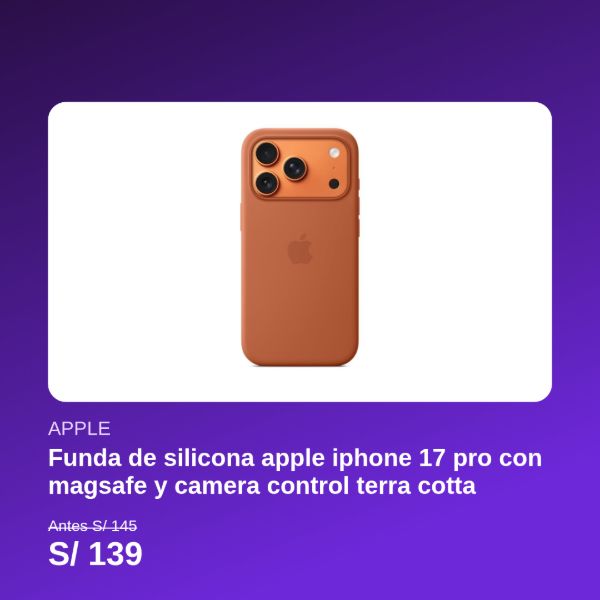 APPLE
Funda de silicona apple iphone 17 pro con
magsafe y camera control terra cotta
Antes S/ 145
S/ 139